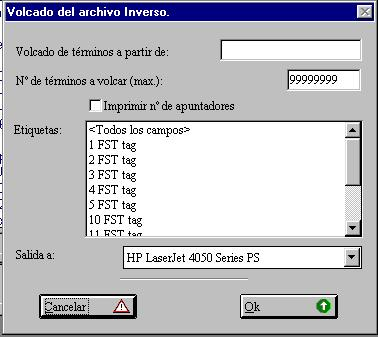 Volcado del archivo Inverso.
Volcado de términos a partir de:
Nº de términos a volcar (max.): 99999999
Imprimir nº de apuntadores
Etiquetas:
<Todos los campos>
1 FST tag
2 FST tag
3 FST tag
4 FST tag
5 FST tag
10 FST tag
11 FST tag
Salida a: HP LaserJet 4050 Series PS
Cancelar Ok